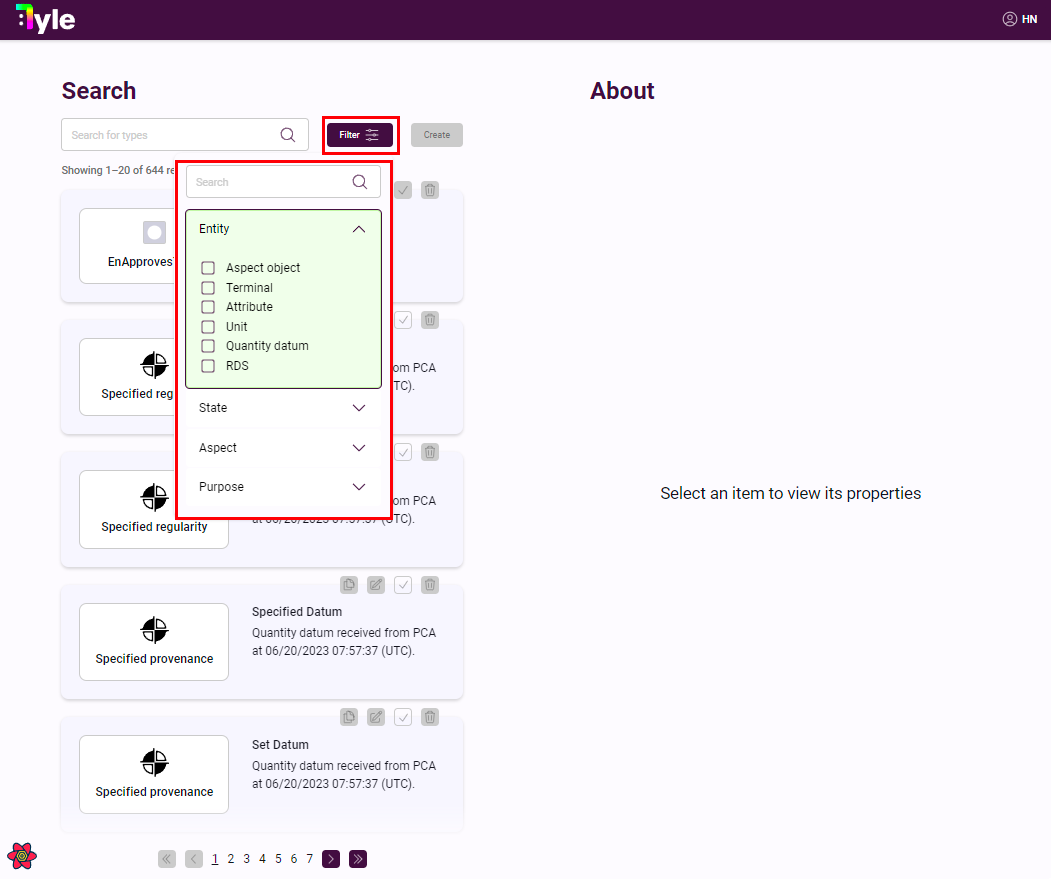 Tyle
HN
Search
About
Search for types
Filter
Create
Showing 1–20 of 644 re
Search
EnApproves
Entity
Aspect object
Terminal
Attribute
Unit
Quantity datum
RDS
Specified reg
om PCA
TC).
State
Aspect
Purpose
Specified regularity
om PCA
at 06/20/2023 07:57:37 (UTC).
Select an item to view its properties
Specified provenance
Specified Datum
Quantity datum received from PCA
at 06/20/2023 07:57:37 (UTC).
Specified provenance
Set Datum
Quantity datum received from PCA
at 06/20/2023 07:57:37 (UTC).
1 2 3 4 5 6 7